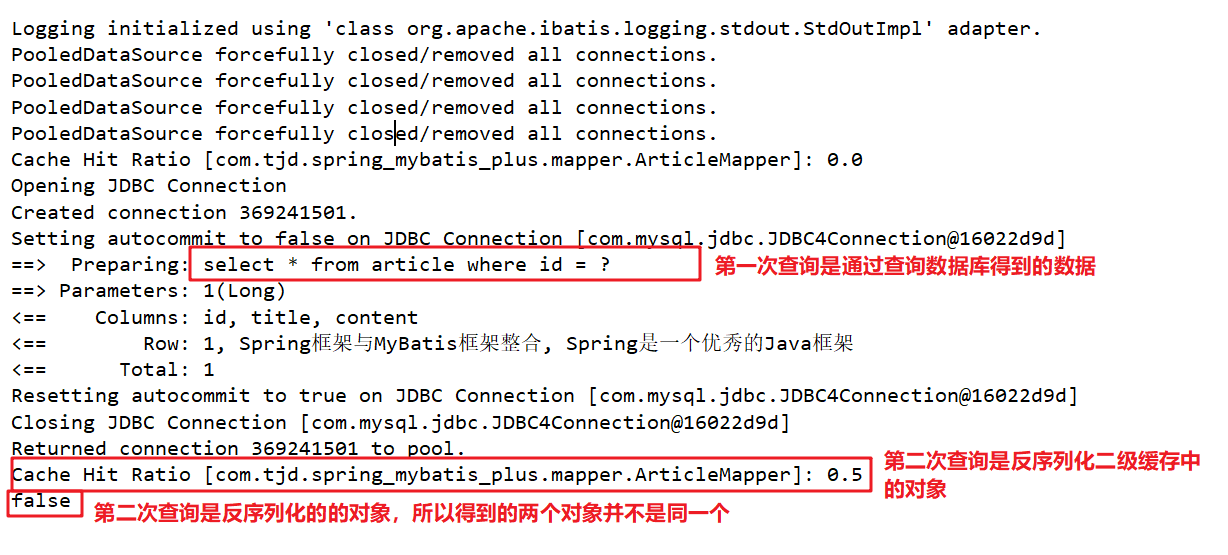 Logging initialized using 'class org.apache.ibatis.logging.stdout.StdOutImpl' adapter.
PooledDataSource forcefully closed/removed all connections.
PooledDataSource forcefully closed/removed all connections.
PooledDataSource forcefully closed/removed all connections.
PooledDataSource forcefully closed/removed all connections.
Cache Hit Ratio [com.tjd.spring_mybatis_plus.mapper.ArticleMapper]: 0.0
Opening JDBC Connection
Created connection 369241501.
Setting autocommit to false on JDBC Connection [com.mysql.jdbc.JDBC4Connection@16022d9d]
==>  Preparing: select * from article where id = ?
第一次查询是通过查询数据库得到的数据
==> Parameters: 1(Long)
<==    Columns: id, title, content
<==        Row: 1, Spring框架与MyBatis框架整合, Spring是一个优秀的Java框架
<==      Total: 1
Resetting autocommit to true on JDBC Connection [com.mysql.jdbc.JDBC4Connection@16022d9d]
Closing JDBC Connection [com.mysql.jdbc.JDBC4Connection@16022d9d]
Returned connection 369241501 to pool.
Cache Hit Ratio [com.tjd.spring_mybatis_plus.mapper.ArticleMapper]: 0.5
第二次查询是反序列化二级缓存中
的对象
false
第二次查询是反序列化的的对象，所以得到的两个对象并不是同一个